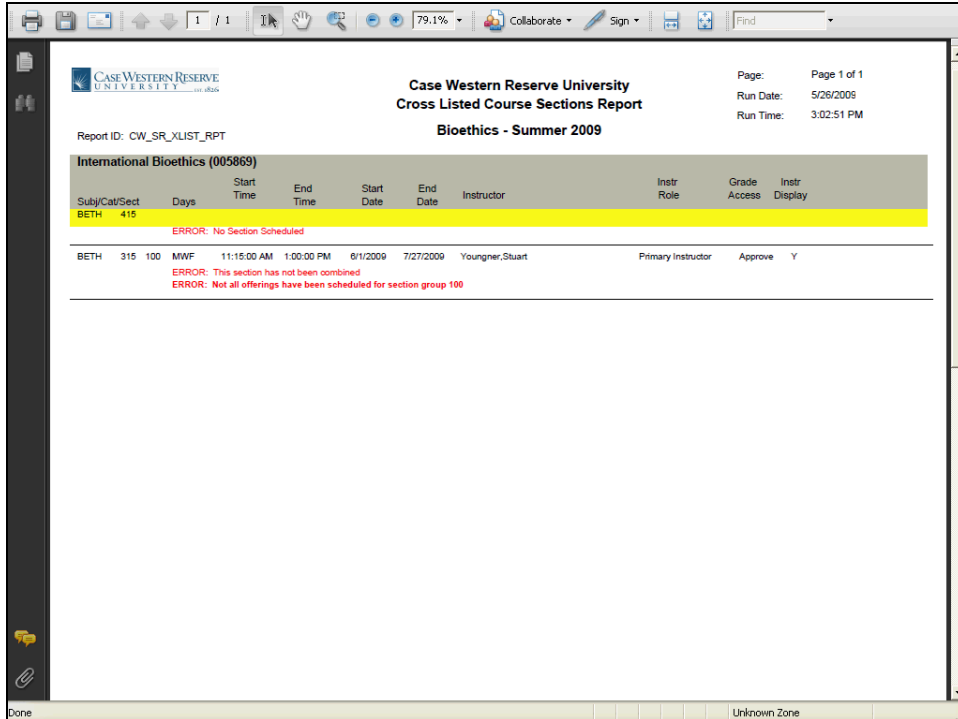 1 / 1 79.1% Collaborate Sign Find
CASE WESTERN RESERVE
UNIVERSITY EST. 1826
Case Western Reserve University
Cross Listed Course Sections Report
Bioethics - Summer 2009
Page: Page 1 of 1
Run Date: 5/26/2009
Run Time: 3:02:51 PM
Report ID: CW_SR_XLIST_RPT
International Bioethics (005869)
Subj/Cat/Sect Days Start Time End Time Start Date End Date Instructor Instr Role Grade Access Instr Display
BETH 415
ERROR: No Section Scheduled
BETH 315 100 MWF 11:15:00 AM 1:00:00 PM 6/1/2009 7/27/2009 Youngner,Stuart Primary Instructor Approve Y
ERROR: This section has not been combined
ERROR: Not all offerings have been scheduled for section group 100
Done Unknown Zone